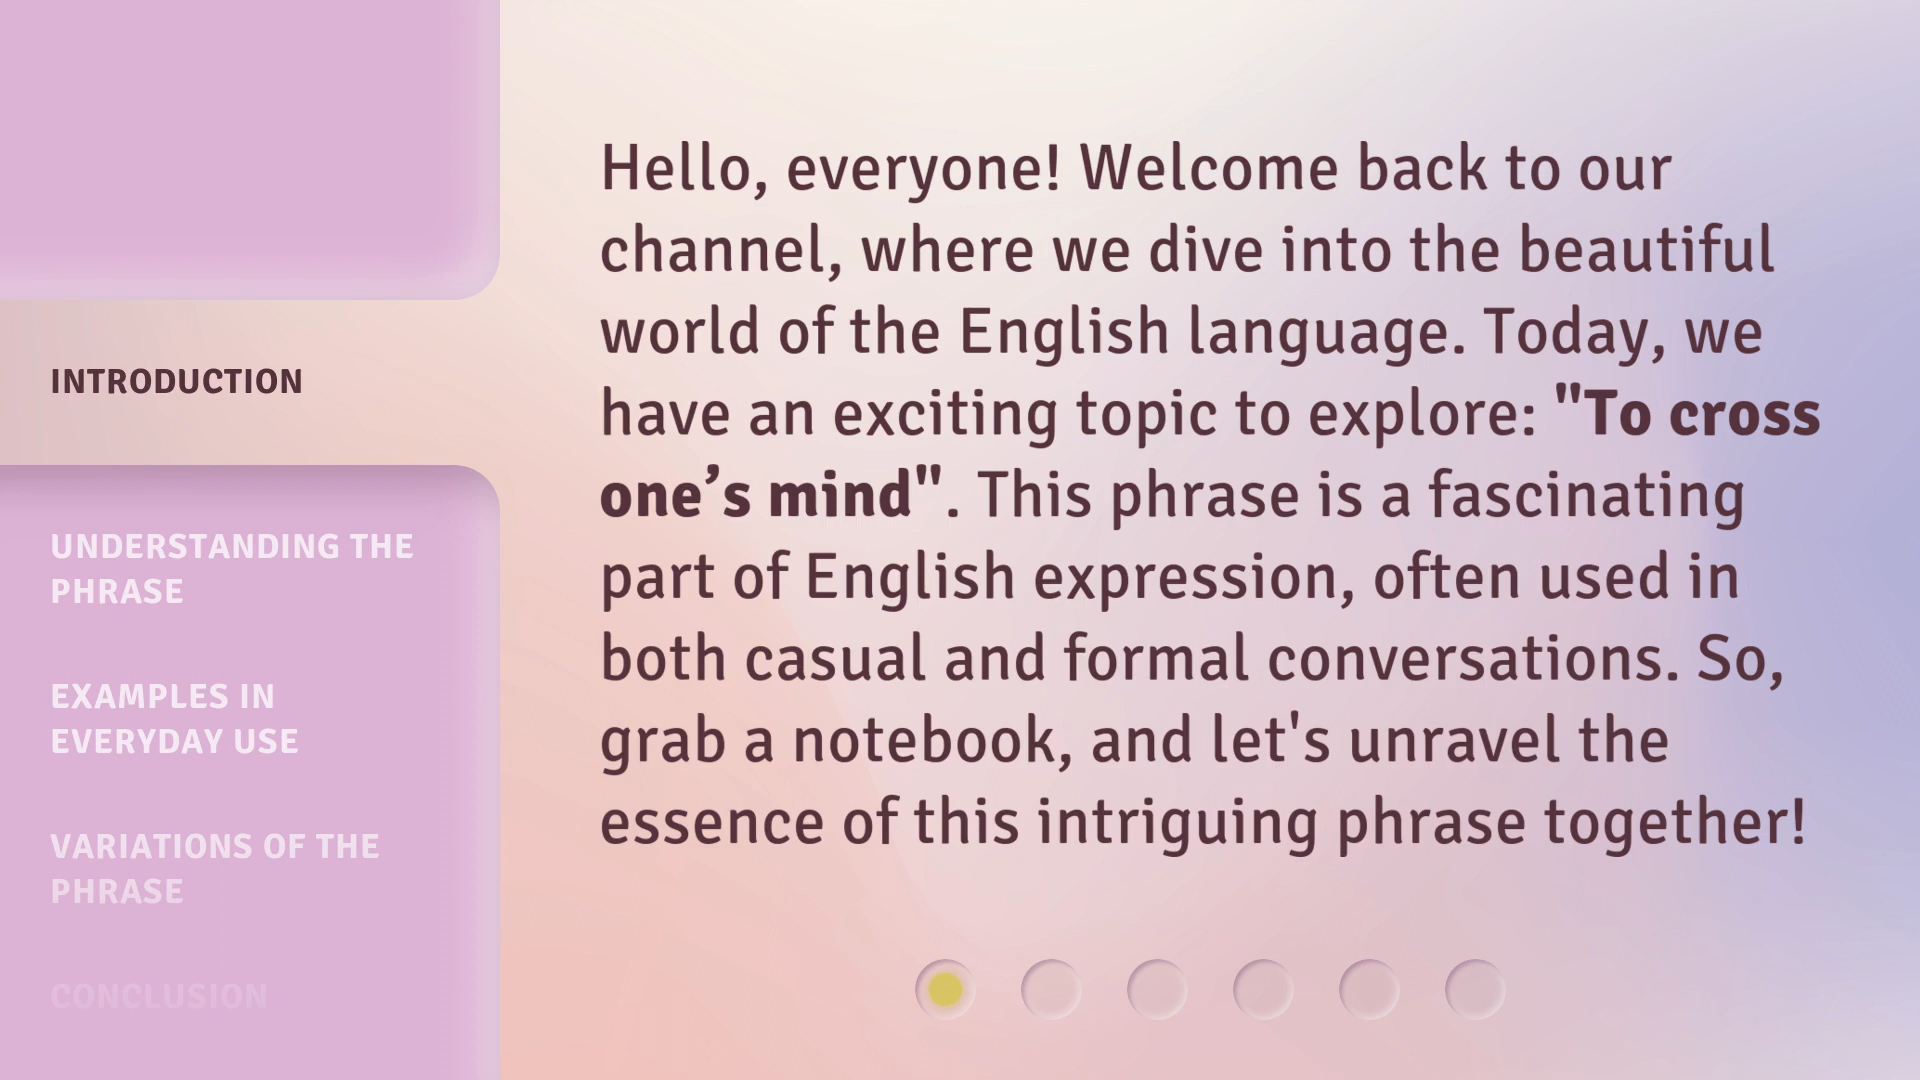 INTRODUCTION
UNDERSTANDING THE
PHRASE
EXAMPLES IN
EVERYDAY USE
VARIATIONS OF THE
PHRASE
CONCLUSION
Hello, everyone! Welcome back to our
channel, where we dive into the beautiful
world of the English language. Today, we
have an exciting topic to explore: "To cross
one’s mind". This phrase is a fascinating
part of English expression, often used in
both casual and formal conversations. So,
grab a notebook, and let's unravel the
essence of this intriguing phrase together!